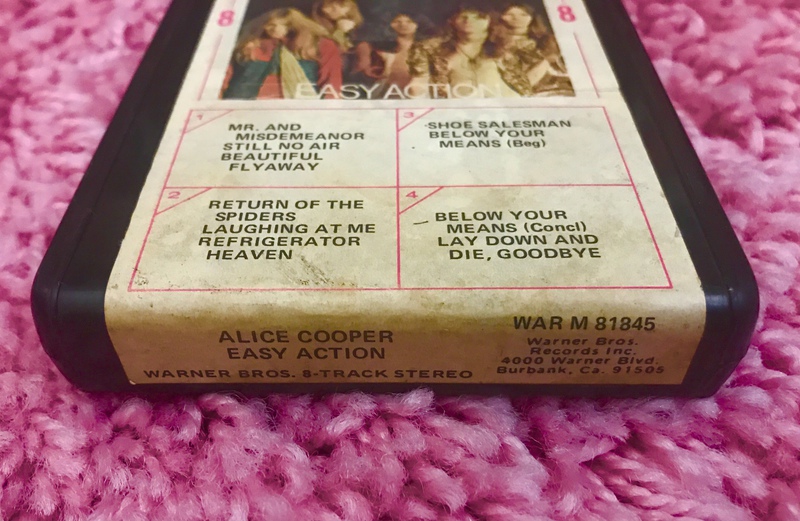 8 8
EASY ACTION
1
MR. AND
MISDEMEANOR
STILL NO AIR
BEAUTIFUL
FLYAWAY
3
SHOE SALESMAN
BELOW YOUR
MEANS (Beg)
2
RETURN OF THE
SPIDERS
LAUGHING AT ME
REFRIGERATOR
HEAVEN
4
BELOW YOUR
MEANS (Concl)
LAY DOWN AND
DIE, GOODBYE
ALICE COOPER
EASY ACTION
WARNER BROS. 8-TRACK STEREO
WAR M 81845
Warner Bros.
Records Inc.
4000 Warner Blvd.
Burbank, Ca. 91505